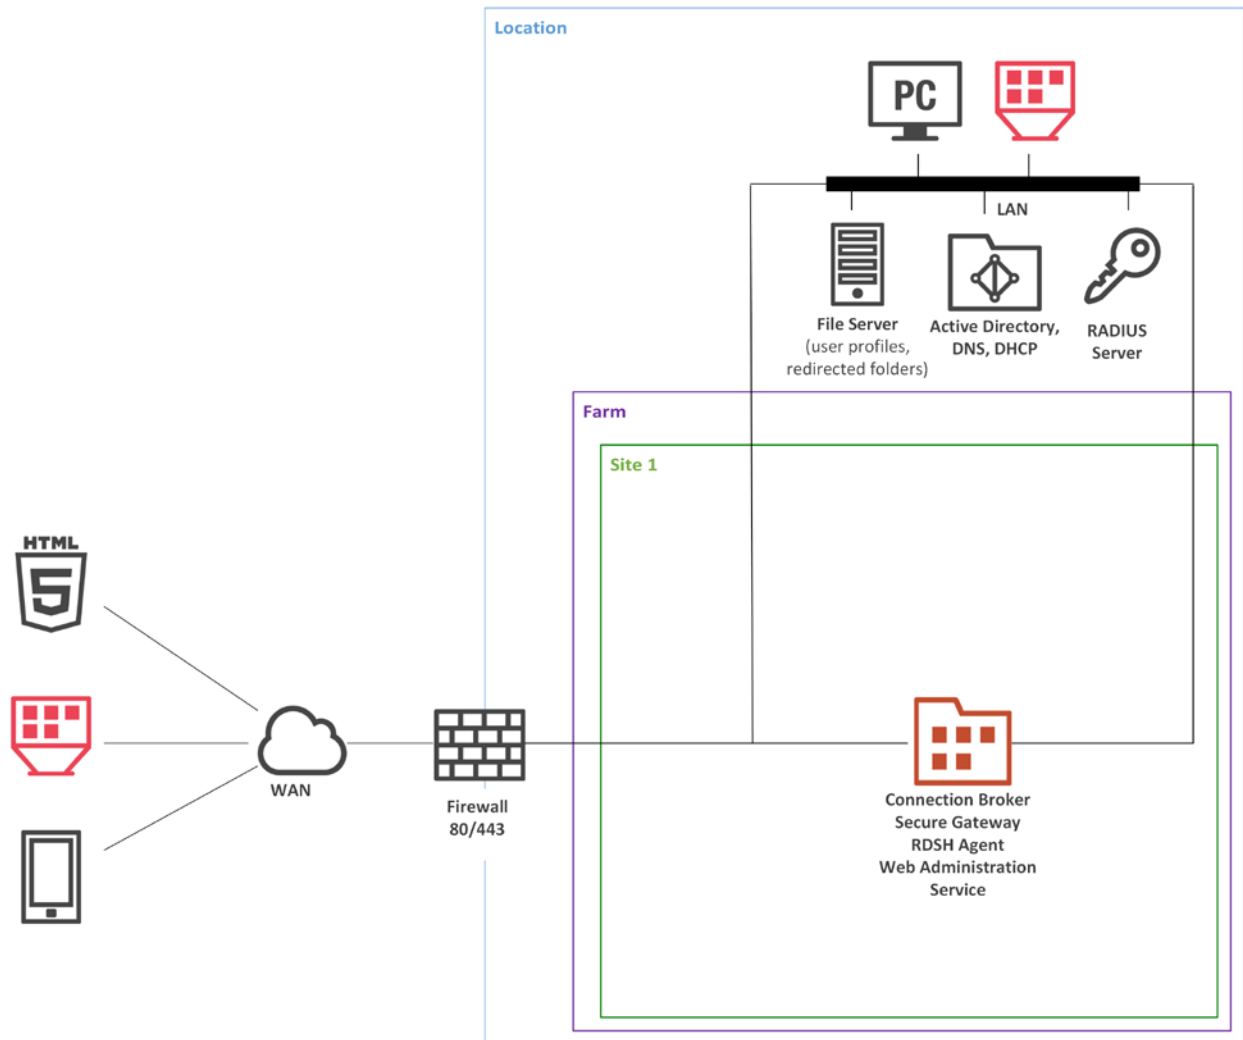 Location
PC
LAN
File Server
(user profiles,
redirected folders)
Active Directory,
DNS, DHCP
RADIUS
Server
Farm
Site 1
HTML
5
WAN
Firewall
80/443
Connection Broker
Secure Gateway
RDSH Agent
Web Administration
Service